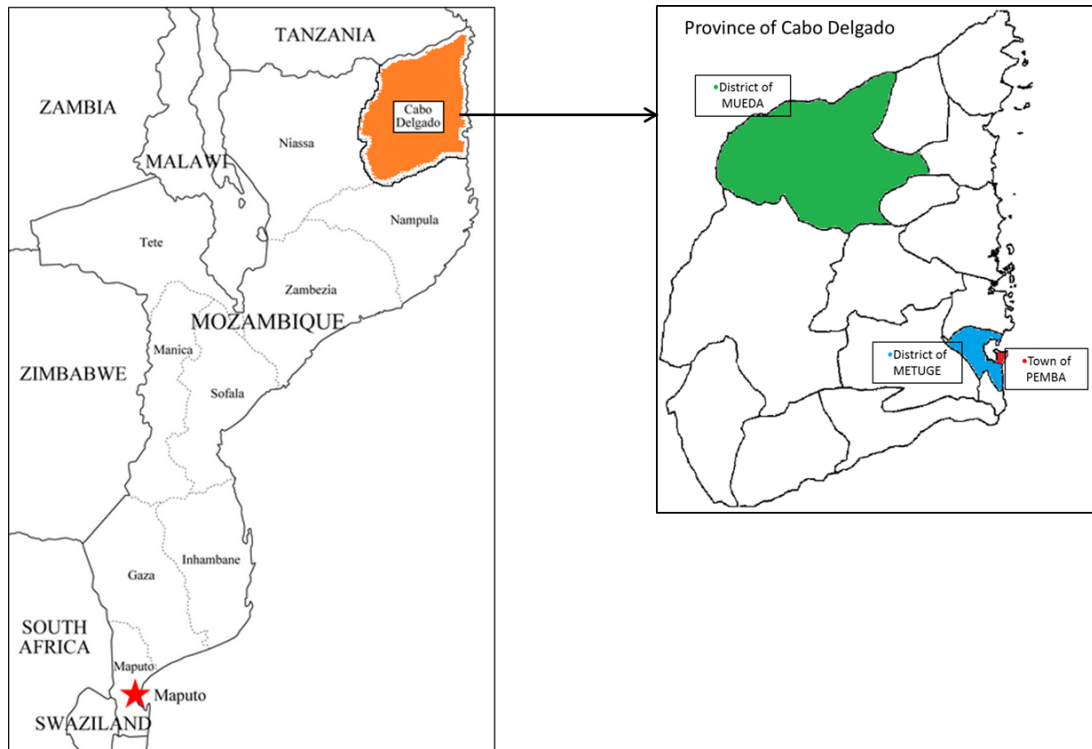 TANZANIA
ZAMBIA
Cabo
Delgado
Niassa
MALAWI
Nampula
Tete
Zambezia
MOZAMBIQUE
Manica
ZIMBABWE
Sofala
Inhambane
Gaza
SOUTH
AFRICA
Maputo
Maputo
SWAZILAND
Province of Cabo Delgado
•District of
MUEDA
•District of
METUGE
•Town of
PEMBA